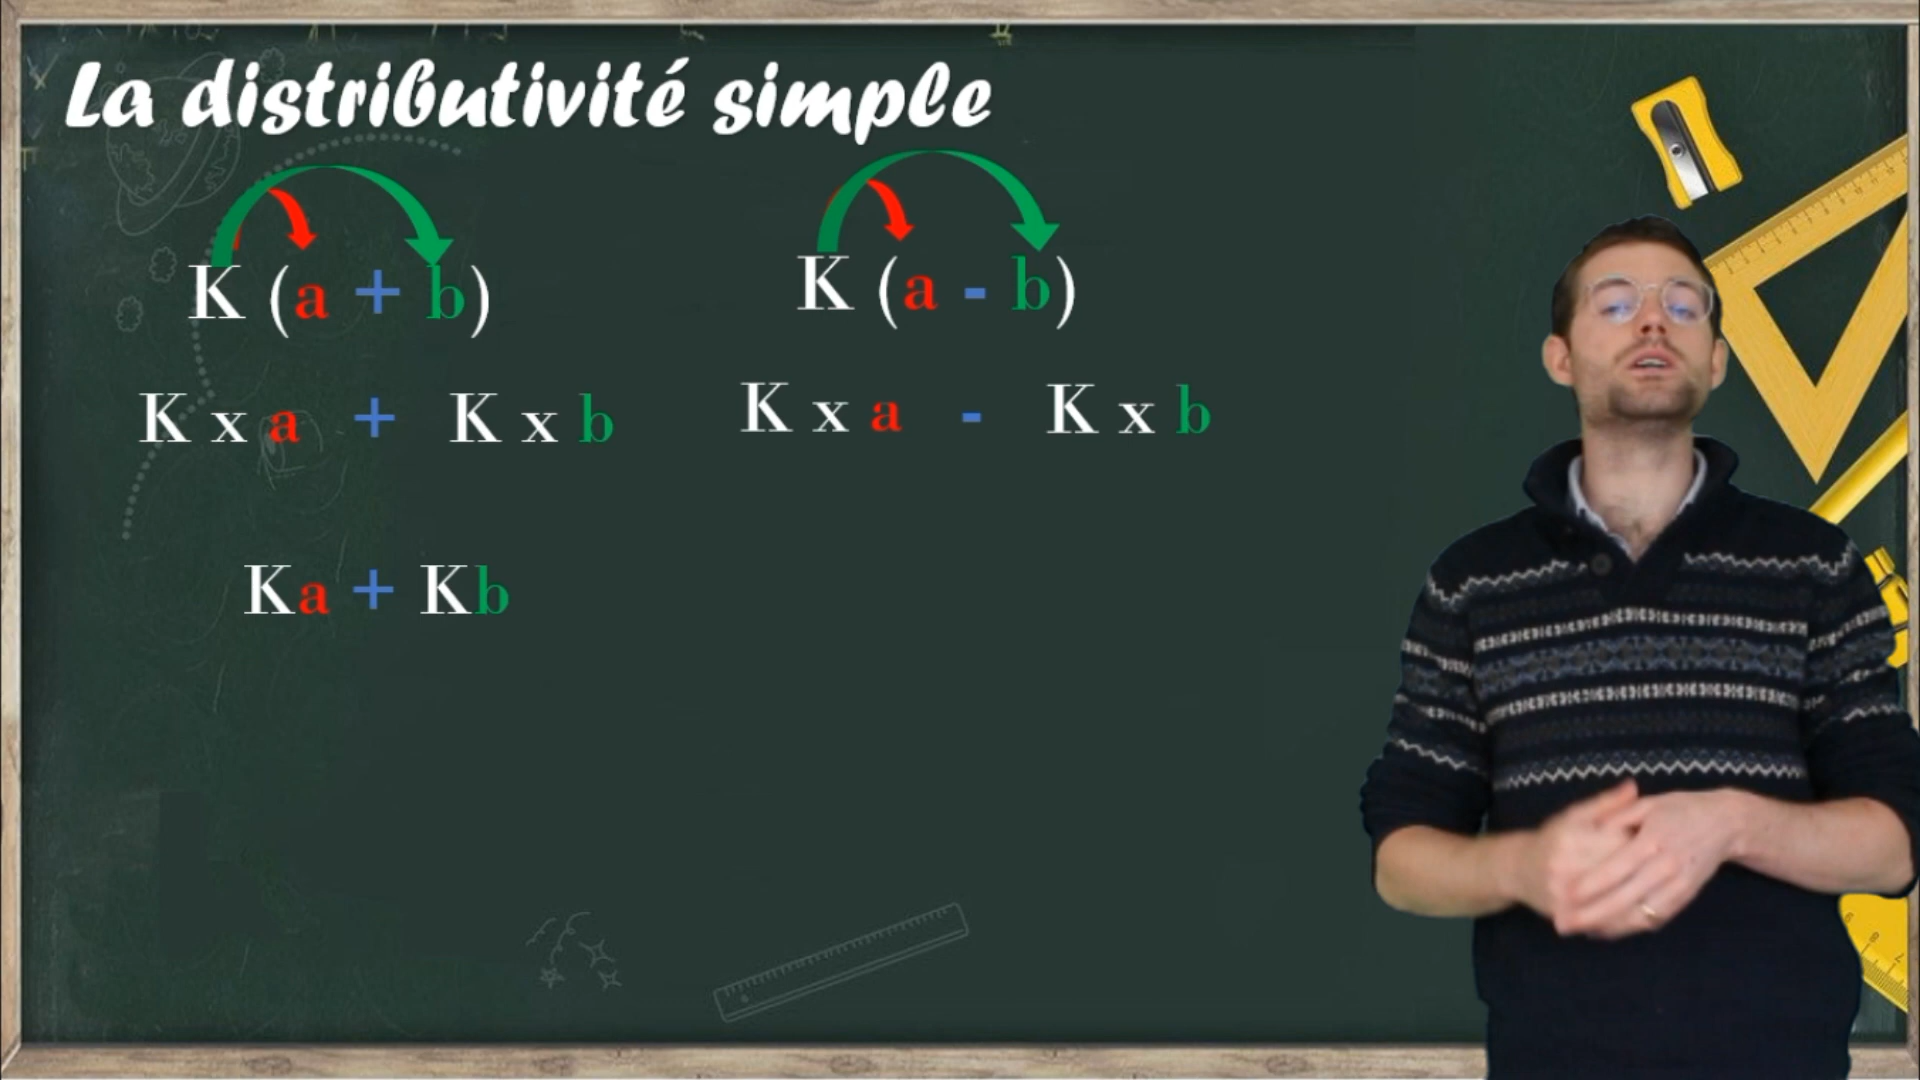 La distributivité simple
K (a + b)
K x a + K x b
Ka + Kb
K (a - b)
K x a - K x b